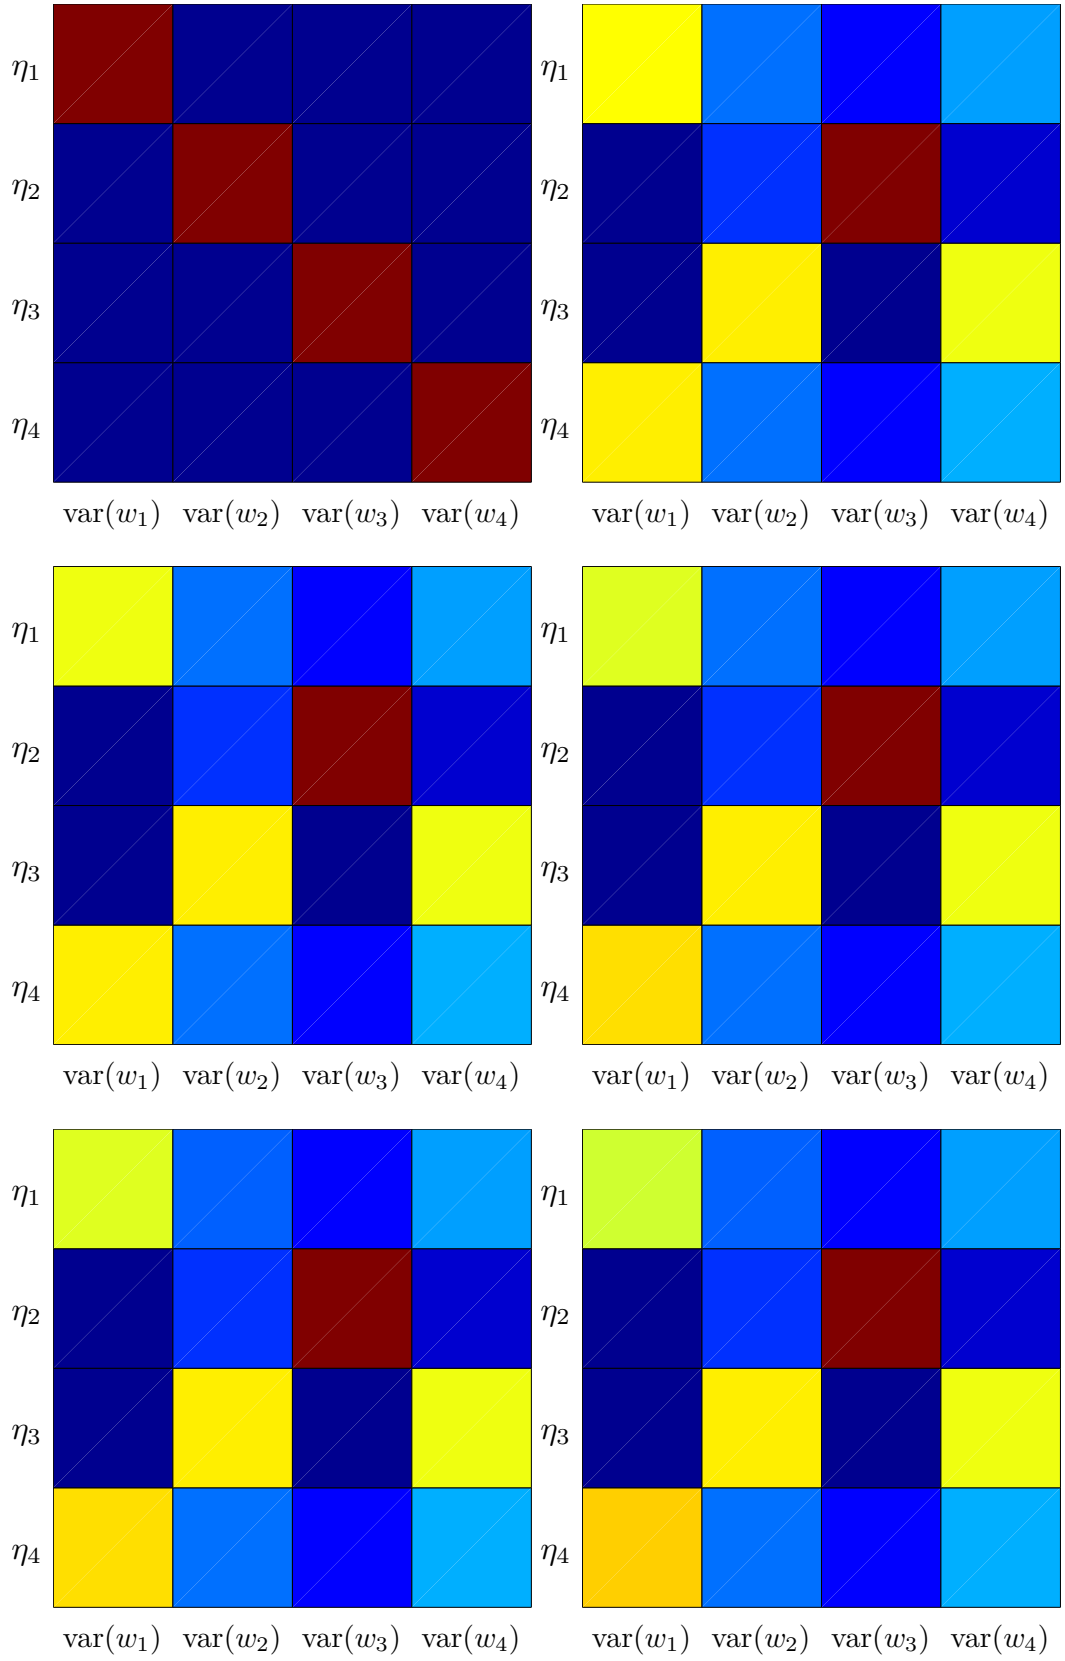 η1 η1
η2 η2
η3 η3
η4 η4
var(w1) var(w2) var(w3) var(w4) var(w1) var(w2) var(w3) var(w4)
η1 η1
η2 η2
η3 η3
η4 η4
var(w1) var(w2) var(w3) var(w4) var(w1) var(w2) var(w3) var(w4)
η1 η1
η2 η2
η3 η3
η4 η4
var(w1) var(w2) var(w3) var(w4) var(w1) var(w2) var(w3) var(w4)